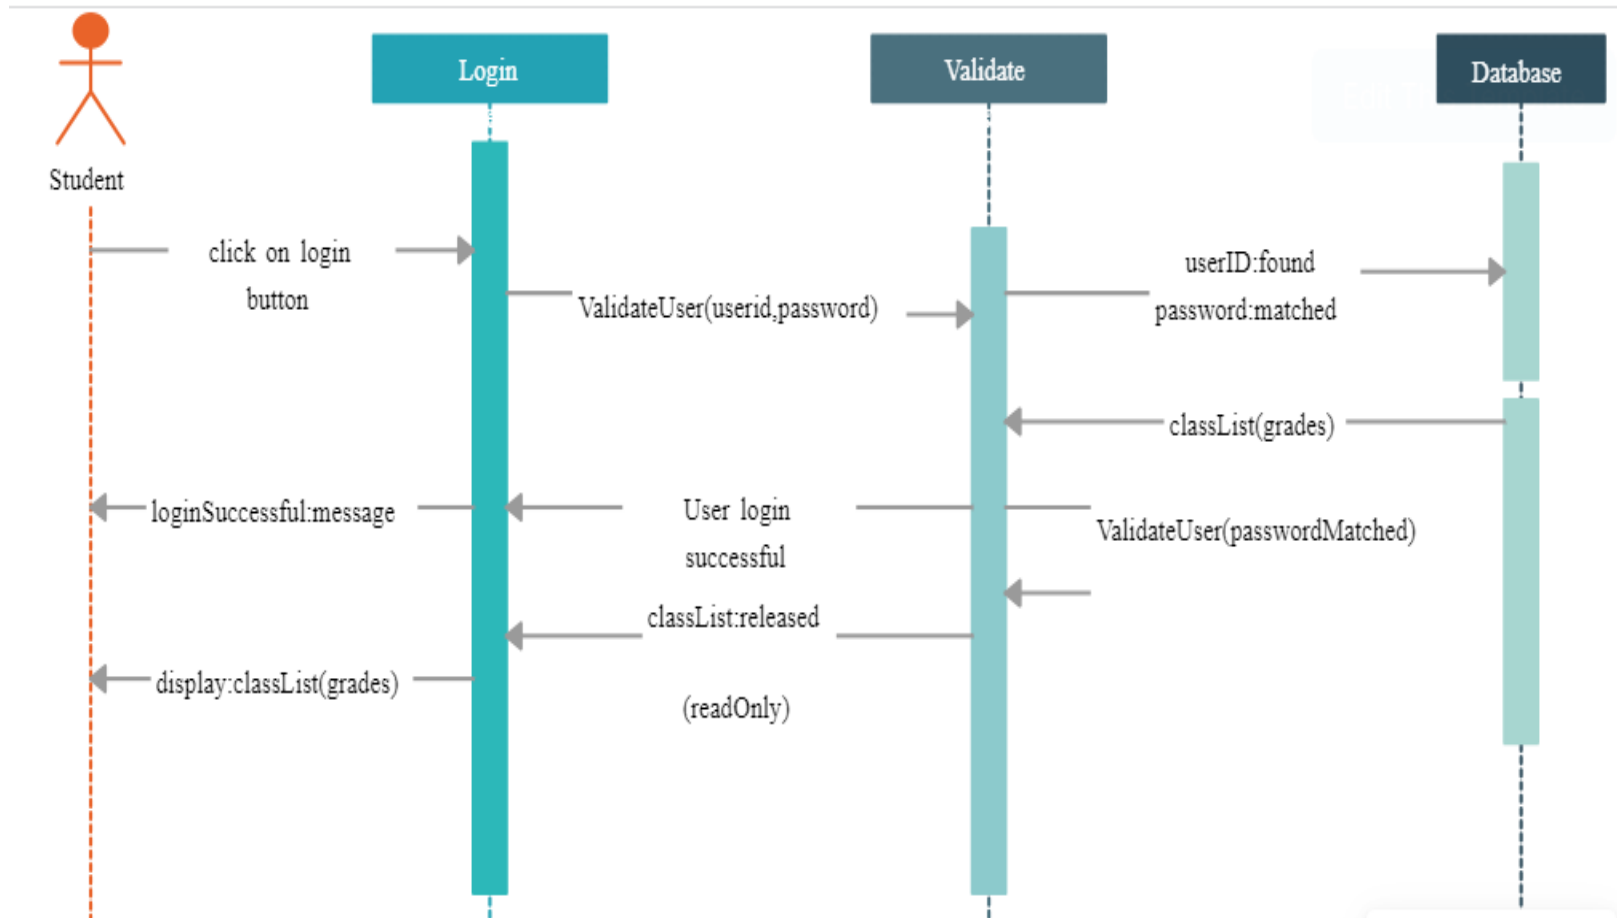 Login
Validate
Database
Student
click on login
button
ValidateUser(userid,password)
userID:found
password:matched
classList(grades)
loginSuccessful:message
User login
successful
ValidateUser(passwordMatched)
classList:released
(readOnly)
display:classList(grades)